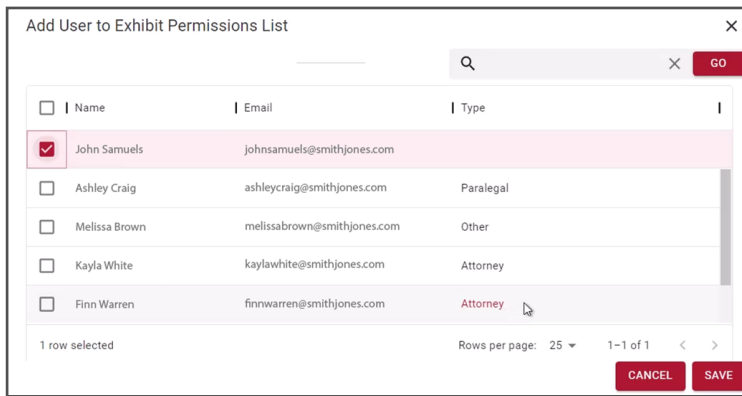 Add User to Exhibit Permissions List
GO
Name Email Type
John Samuels johnsamuels@smithjones.com
Ashley Craig ashleycraig@smithjones.com Paralegal
Melissa Brown melissabrown@smithjones.com Other
Kayla White kaylawhite@smithjones.com Attorney
Finn Warren finnwarren@smithjones.com Attorney
1 row selected Rows per page: 25 1–1 of 1
CANCEL SAVE